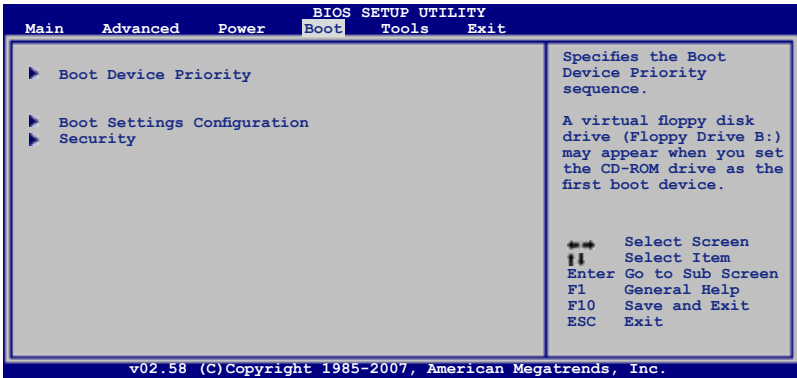 BIOS SETUP UTILITY
Main Advanced Power Boot Tools Exit
Boot Device Priority
Boot Settings Configuration
Security
Specifies the Boot
Device Priority
sequence.
A virtual floppy disk
drive (Floppy Drive B:)
may appear when you set
the CD-ROM drive as the
first boot device.
Select Screen
Select Item
Enter Go to Sub Screen
F1 General Help
F10 Save and Exit
ESC Exit
v02.58 (C)Copyright 1985-2007, American Megatrends, Inc.